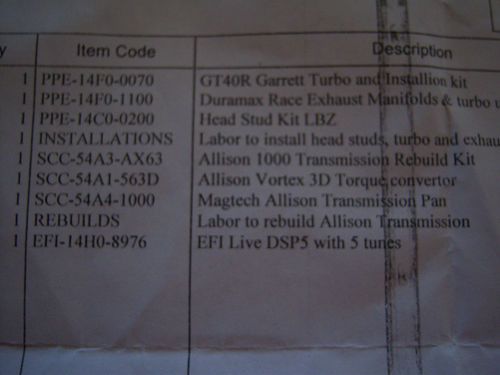 y Item Code Description
1 PPE-14F0-0070 GT40R Garrett Turbo and Installion kit
1 PPE-14F0-1100 Duramax Race Exhaust Manifolds & turbo u
1 PPE-14C0-0200 Head Stud Kit LBZ
1 INSTALLATIONS Labor to install head studs, turbo and exhau
1 SCC-54A3-AX63 Allison 1000 Transmission Rebuild Kit
1 SCC-54A1-563D Allison Vortex 3D Torque convertor
1 SCC-54A4-1000 Magtech Allison Transmission Pan
1 REBUILDS Labor to rebuild Allison Transmission
1 EFI-14H0-8976 EFI Live DSP5 with 5 tunes